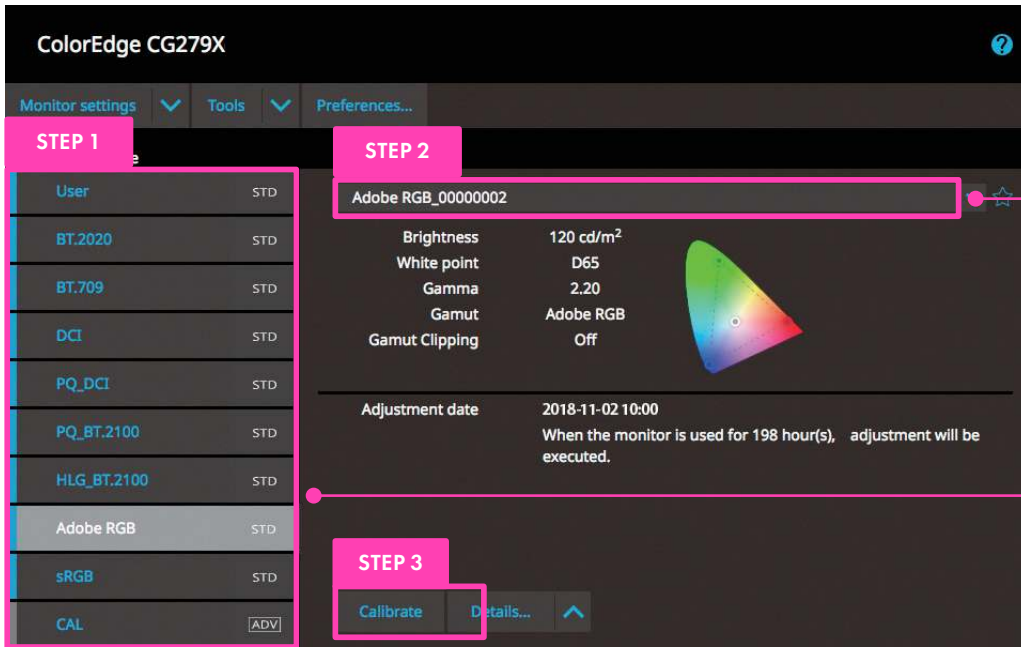 ColorEdge CG279X
?
Monitor settings Tools Preferences...
STEP 1
STEP 2
User STD
BT.2020 STD
BT.709 STD
DCI STD
PQ_DCI STD
PQ_BT.2100 STD
HLG_BT.2100 STD
Adobe RGB STD
sRGB STD
CAL ADV
Adobe RGB_00000002
Brightness 120 cd/m²
White point D65
Gamma 2.20
Gamut Adobe RGB
Gamut Clipping Off
Adjustment date 2018-11-02 10:00
When the monitor is used for 198 hour(s), adjustment will be
executed.
STEP 3
Calibrate Details...